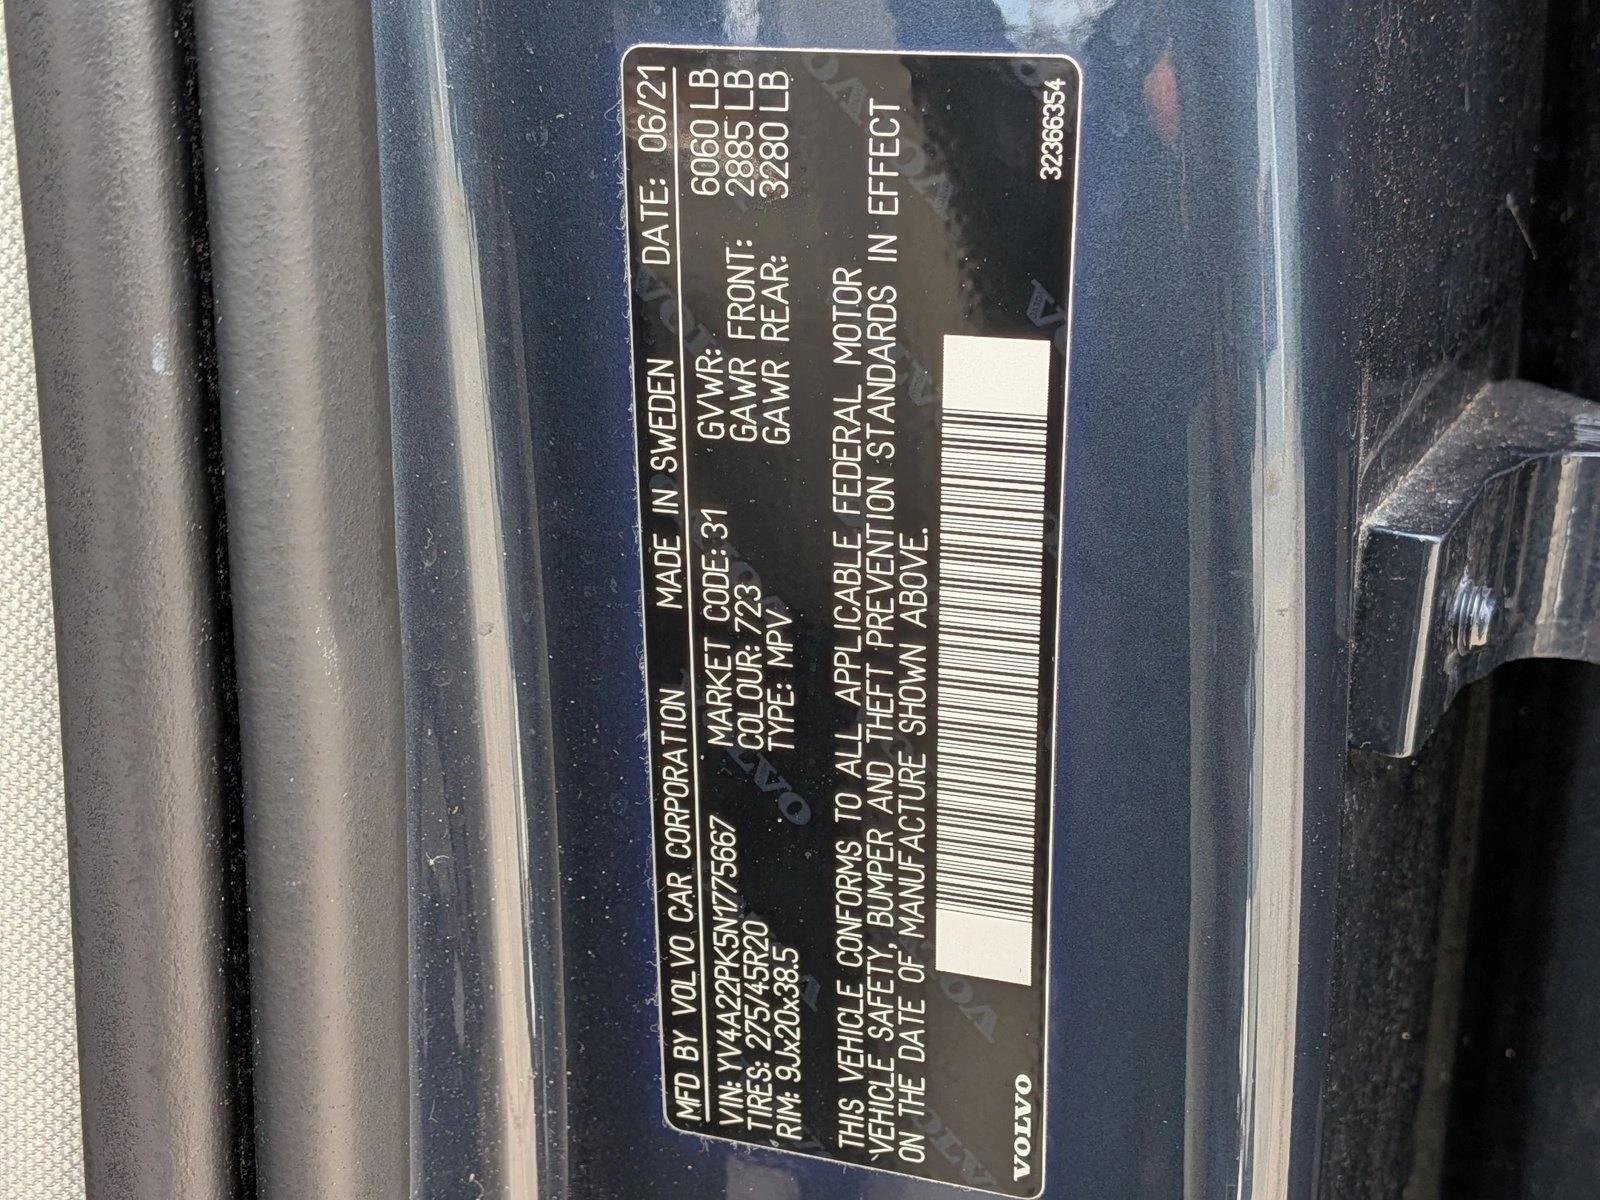 MFD BY VOLVO CAR CORPORATION MADE IN SWEDEN DATE: 06/21
VIN: YV4A22PK5N1775667 MARKET CODE: 31 GVWR: 6060 LB
TIRES: 275/45R20 COLOUR: 723 GAWR FRONT: 2885 LB
RIM: 9Jx20x38.5 TYPE: MPV GAWR REAR: 3280 LB
THIS VEHICLE CONFORMS TO ALL APPLICABLE FEDERAL MOTOR
VEHICLE SAFETY, BUMPER AND THEFT PREVENTION STANDARDS IN EFFECT
ON THE DATE OF MANUFACTURE SHOWN ABOVE.
VOLVO 32366354